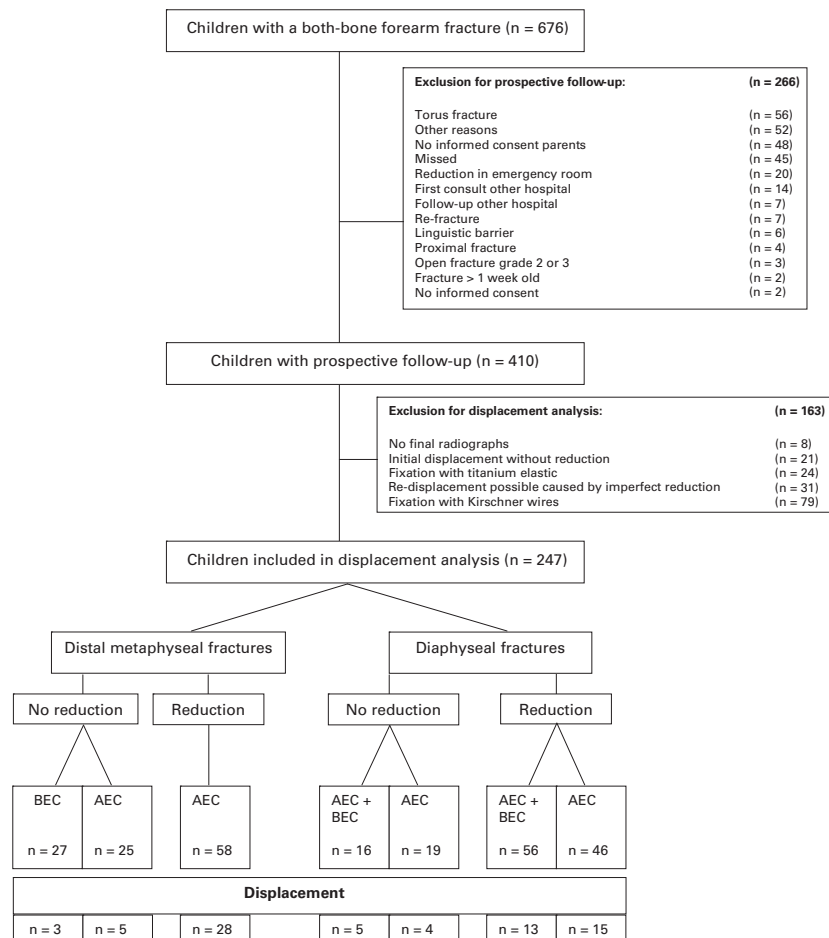 Children with a both-bone forearm fracture (n = 676)
Exclusion for prospective follow-up: (n = 266)
Torus fracture (n = 56)
Other reasons (n = 52)
No informed consent parents (n = 48)
Missed (n = 45)
Reduction in emergency room (n = 20)
First consult other hospital (n = 14)
Follow-up other hospital (n = 7)
Re-fracture (n = 7)
Linguistic barrier (n = 6)
Proximal fracture (n = 4)
Open fracture grade 2 or 3 (n = 3)
Fracture > 1 week old (n = 2)
No informed consent (n = 2)
Children with prospective follow-up (n = 410)
Exclusion for displacement analysis: (n = 163)
No final radiographs (n = 8)
Initial displacement without reduction (n = 21)
Fixation with titanium elastic (n = 24)
Re-displacement possible caused by imperfect reduction (n = 31)
Fixation with Kirschner wires (n = 79)
Children included in displacement analysis (n = 247)
Distal metaphyseal fractures Diaphyseal fractures
No reduction Reduction No reduction Reduction
BEC AEC AEC AEC + AEC AEC + AEC
BEC BEC
n = 27 n = 25 n = 58 n = 16 n = 19 n = 56 n = 46
Displacement
n = 3 n = 5 n = 28 n = 5 n = 4 n = 13 n = 15